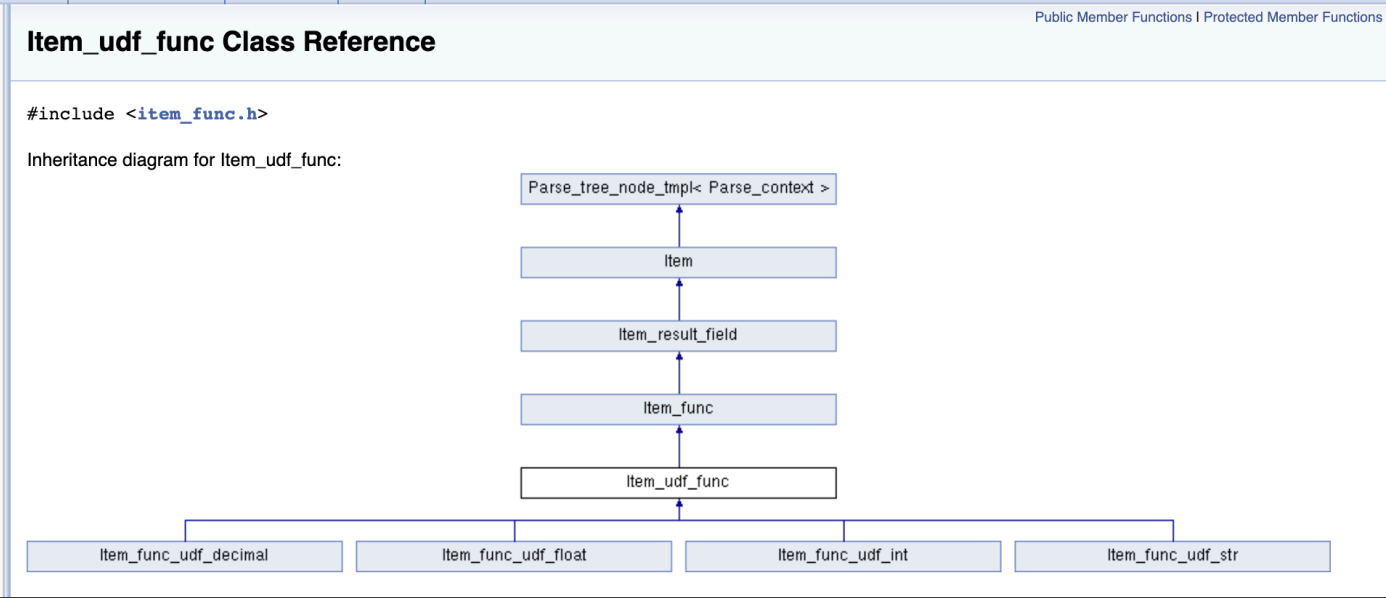 Public Member Functions | Protected Member Functions
Item_udf_func Class Reference
#include <item_func.h>
Inheritance diagram for Item_udf_func:
Parse_tree_node_tmpl< Parse_context >
Item
Item_result_field
Item_func
Item_udf_func
Item_func_udf_decimal Item_func_udf_float Item_func_udf_int Item_func_udf_str